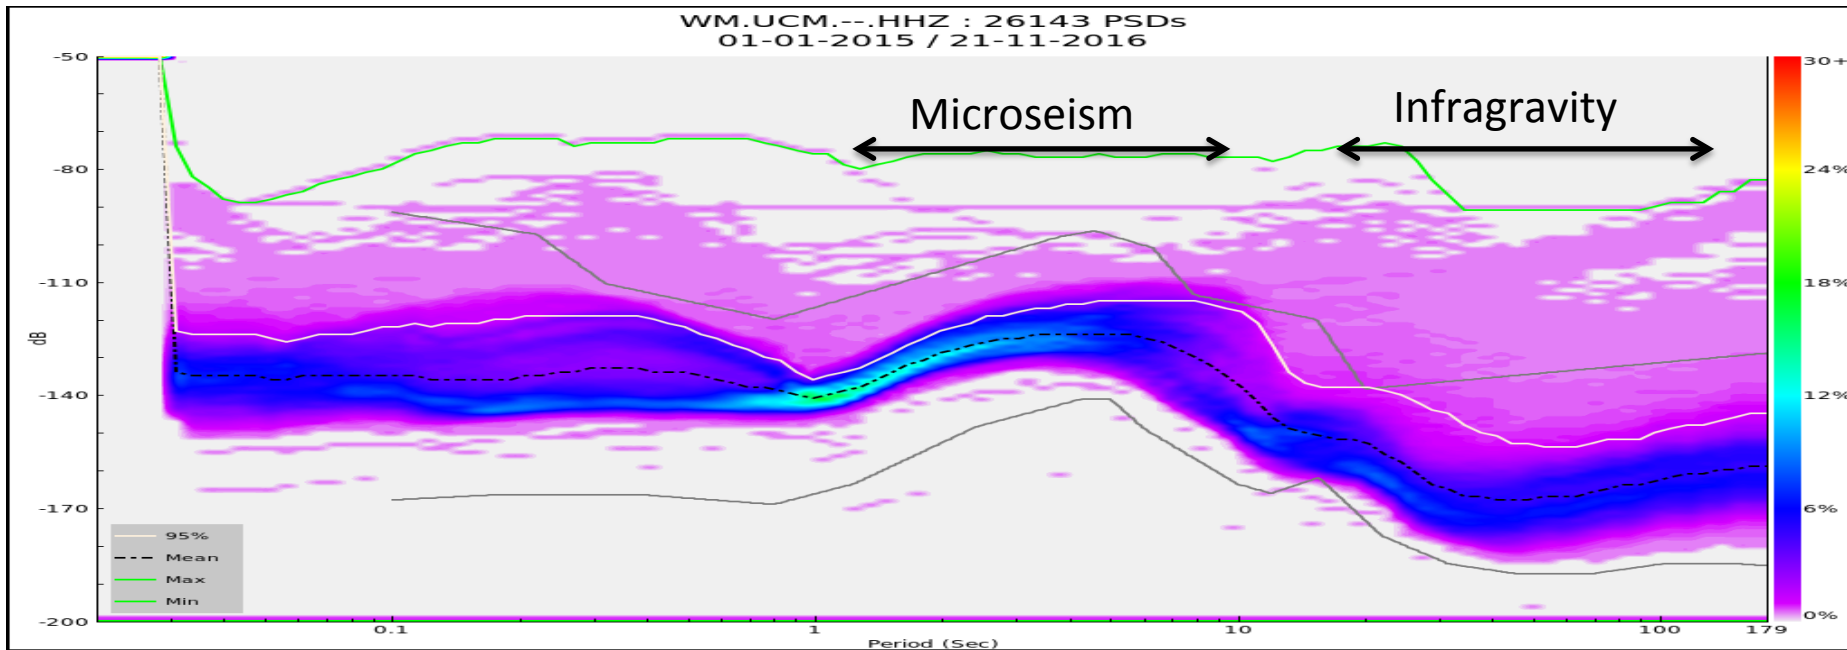 WM.UCM.--.HHZ : 26143 PSDs
01-01-2015 / 21-11-2016
Microseism
Infragravity
-50
-80
-110
-140
-170
-200
dB
0.1
1
10
100
179
Period (Sec)
30+
24%
18%
12%
6%
0%
95%
Mean
Max
Min